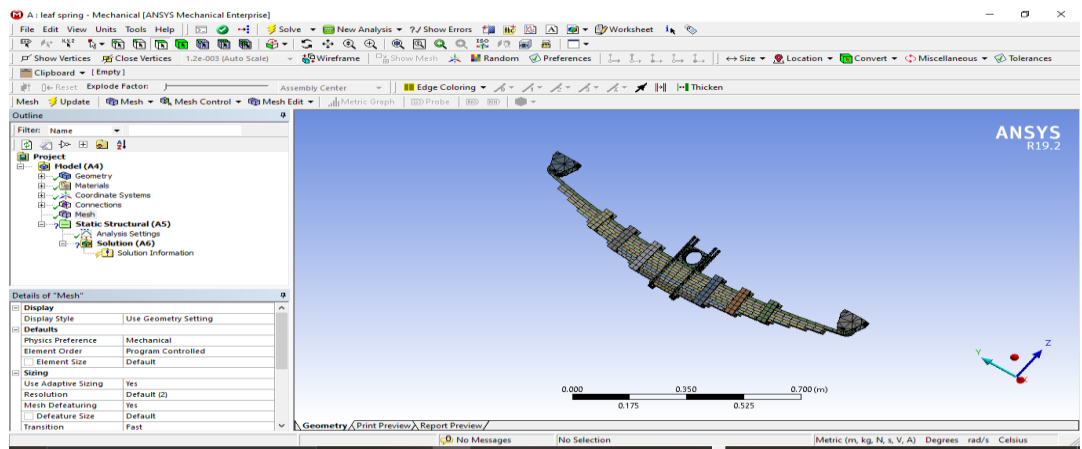 A : leaf spring - Mechanical [ANSYS Mechanical Enterprise]
File Edit View Units Tools Help Solve New Analysis ?/ Show Errors Worksheet
Show Vertices Close Vertices 1.2e-003 (Auto Scale) Wireframe Show Mesh Random Preferences Size Location Convert Miscellaneous Tolerances
Clipboard [Empty]
Reset Explode Factor: Assembly Center Edge Coloring Thicken
Mesh Update Mesh Mesh Control Mesh Edit Metric Graph Probe
Outline
Filter: Name
Project
Model (A4)
Geometry
Materials
Coordinate Systems
Connections
Mesh
Static Structural (A5)
Analysis Settings
Solution (A6)
Solution Information
Details of "Mesh"
Display
Display Style Use Geometry Setting
Defaults
Physics Preference Mechanical
Element Order Program Controlled
Element Size Default
Sizing
Use Adaptive Sizing Yes
Resolution Default (2)
Mesh Defeaturing Yes
Defeature Size Default
Transition Fast
ANSYS
R19.2
Y Z
0.000 0.350 0.700 (m)
0.175 0.525
Geometry Print Preview Report Preview
No Messages No Selection Metric (m, kg, N, s, V, A) Degrees rad/s Celsius